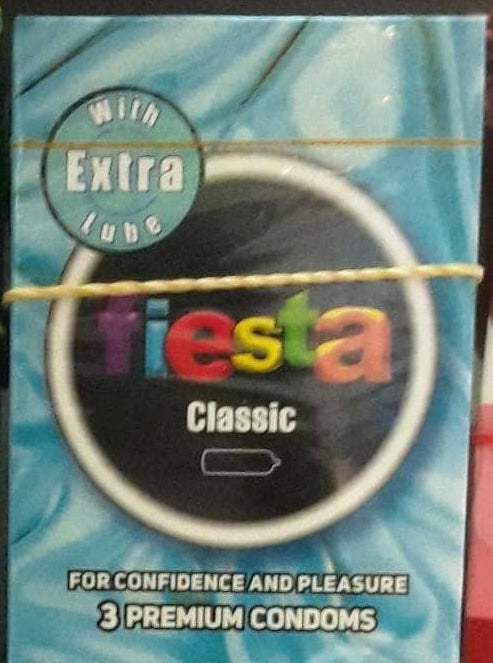 With
Extra
Lube
fiesta
Classic
FOR CONFIDENCE AND PLEASURE
3 PREMIUM CONDOMS